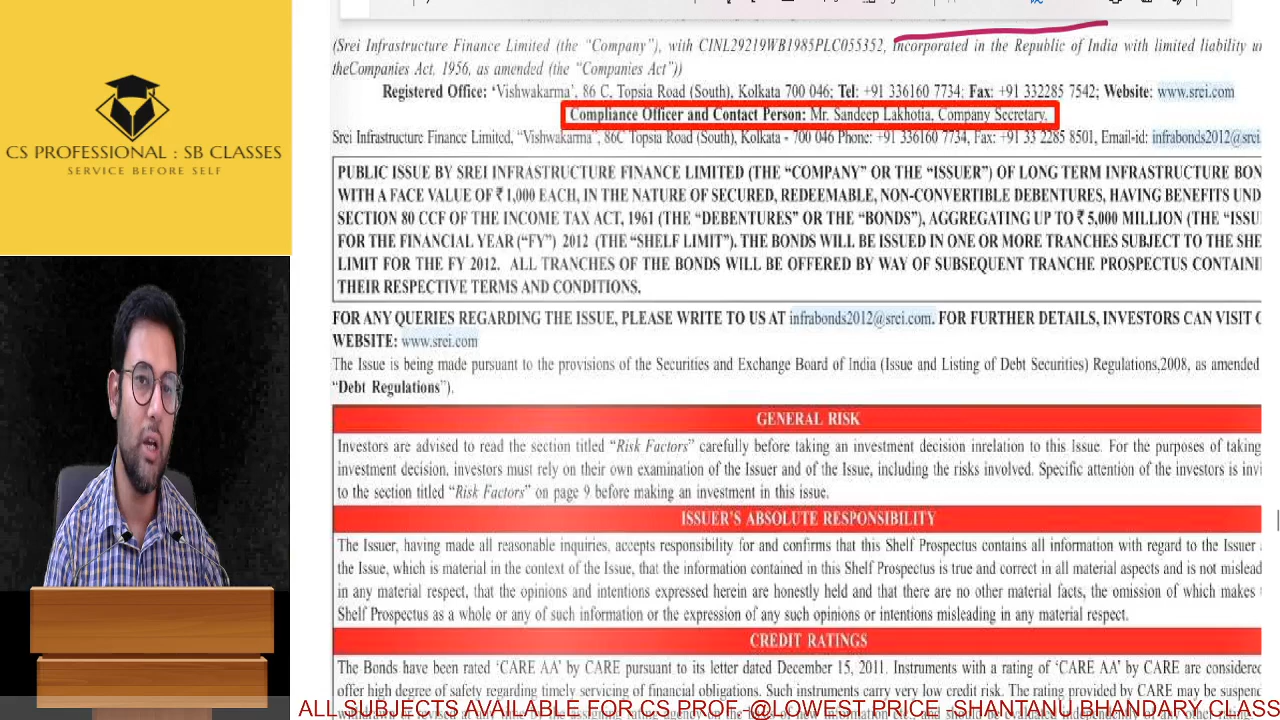 CS PROFESSIONAL : SB CLASSES
SERVICE BEFORE SELF
(Srei Infrastructure Finance Limited (the “Company”), with CINL29219WB1985PLC055352, incorporated in the Republic of India with limited liability
theCompanies Act, 1956, as amended (the “Companies Act”))
Registered Office: ‘Vishwakarma’, 86 C, Topsia Road (South), Kolkata 700 046; Tel: +91 336160 7734; Fax: +91 332285 7542; Website: www.srei.com
Compliance Officer and Contact Person: Mr. Sandeep Lakhotia, Company Secretary,
Srei Infrastructure Finance Limited, “Vishwakarma”, 86C Topsia Road (South), Kolkata - 700 046 Phone: +91 336160 7734, Fax: +91 33 2285 8501, Email-id: infrabonds2012@srei
PUBLIC ISSUE BY SREI INFRASTRUCTURE FINANCE LIMITED (THE “COMPANY” OR THE “ISSUER”) OF LONG TERM INFRASTRUCTURE BON
WITH A FACE VALUE OF ₹ 1,000 EACH, IN THE NATURE OF SECURED, REDEEMABLE, NON-CONVERTIBLE DEBENTURES, HAVING BENEFITS UND
SECTION 80 CCF OF THE INCOME TAX ACT, 1961 (THE “DEBENTURES” OR THE “BONDS”), AGGREGATING UP TO ₹ 5,000 MILLION (THE “ISSU
FOR THE FINANCIAL YEAR (“FY”) 2012 (THE “SHELF LIMIT”). THE BONDS WILL BE ISSUED IN ONE OR MORE TRANCHES SUBJECT TO THE SHE
LIMIT FOR THE FY 2012. ALL TRANCHES OF THE BONDS WILL BE OFFERED BY WAY OF SUBSEQUENT TRANCHE PROSPECTUS CONTAINI
THEIR RESPECTIVE TERMS AND CONDITIONS.
FOR ANY QUERIES REGARDING THE ISSUE, PLEASE WRITE TO US AT infrabonds2012@srei.com. FOR FURTHER DETAILS, INVESTORS CAN VISIT
WEBSITE: www.srei.com
The Issue is being made pursuant to the provisions of the Securities and Exchange Board of India (Issue and Listing of Debt Securities) Regulations,2008, as amended
“Debt Regulations”).
GENERAL RISK
Investors are advised to read the section titled “Risk Factors” carefully before taking an investment decision inrelation to this Issue. For the purposes of taking
investment decision, investors must rely on their own examination of the Issuer and of the Issue, including the risks involved. Specific attention of the investors is invi
to the section titled “Risk Factors” on page 9 before making an investment in this issue.
ISSUER'S ABSOLUTE RESPONSIBILITY
The Issuer, having made all reasonable inquiries, accepts responsibility for and confirms that this Shelf Prospectus contains all information with regard to the Issuer
the Issue, which is material in the context of the Issue, that the information contained in this Shelf Prospectus is true and correct in all material aspects and is not mislead
in any material respect, that the opinions and intentions expressed herein are honestly held and that there are no other material facts, the omission of which makes
Shelf Prospectus as a whole or any of such information or the expression of any such opinions or intentions misleading in any material respect.
CREDIT RATINGS
The Bonds have been rated ‘CARE AA’ by CARE pursuant to its letter dated December 15, 2011. Instruments with a rating of ‘CARE AA’ by CARE are considered
offer high degree of safety regarding timely servicing of financial obligations. Such instruments carry very low credit risk. The rating provided by CARE may be suspend
ALL SUBJECTS AVAILABLE FOR CS PROF -@LOWEST PRICE -SHANTANU BHANDARY CLASS